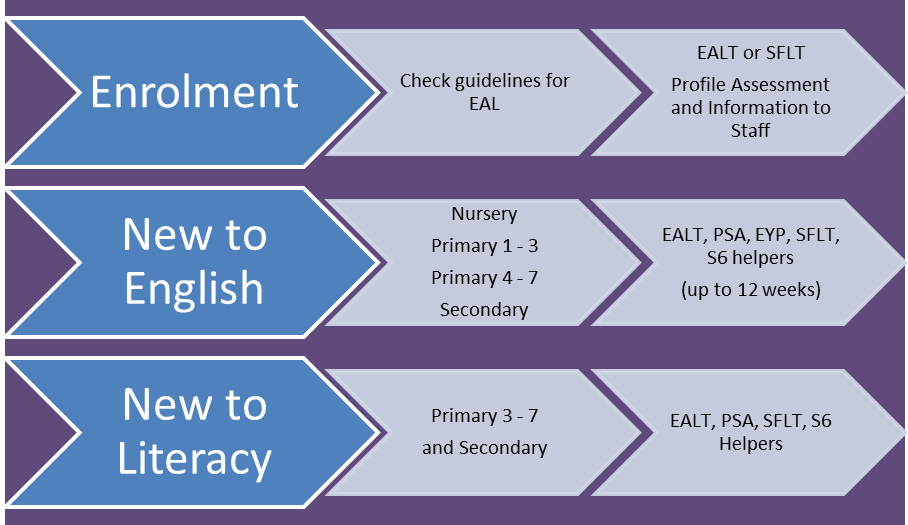 Enrolment
Check guidelines for
EAL
EALT or SFLT
Profile Assessment
and Information to
Staff
New to
English
Nursery
Primary 1 - 3
Primary 4 - 7
Secondary
EALT, PSA, EYP, SFLT,
S6 helpers
(up to 12 weeks)
New to
Literacy
Primary 3 - 7
and Secondary
EALT, PSA, SFLT, S6
Helpers